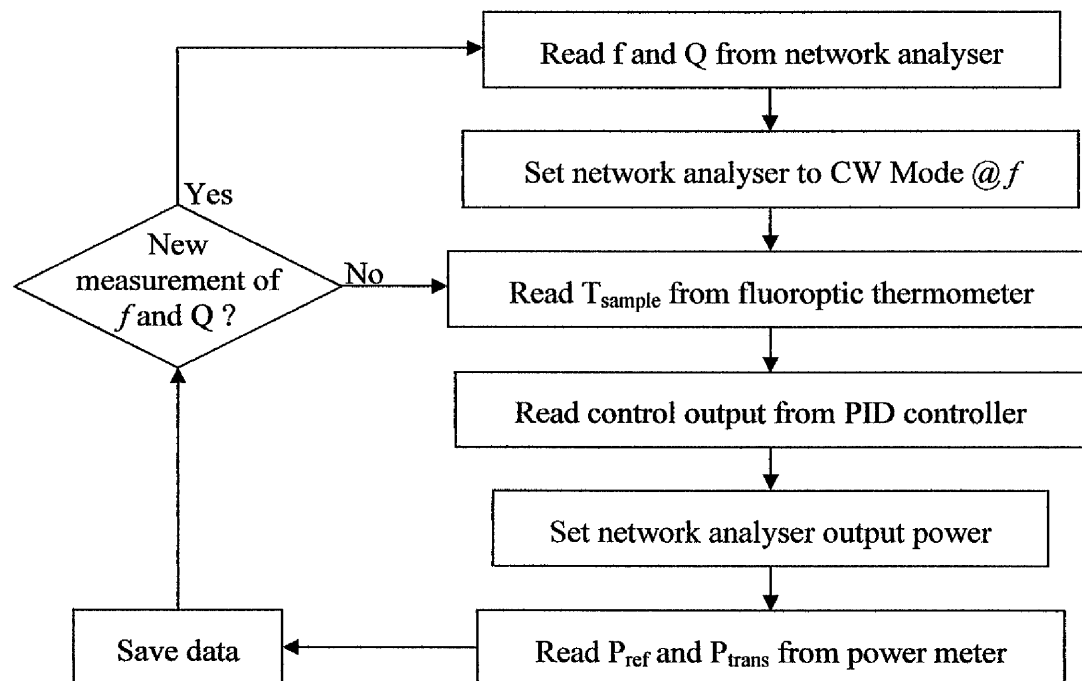 Read f and Q from network analyser
Set network analyser to CW Mode @ f
Yes
New
measurement of
f and Q ?
No
Read Tsample from fluoroptic thermometer
Read control output from PID controller
Set network analyser output power
Save data
Read Pref and Ptrans from power meter